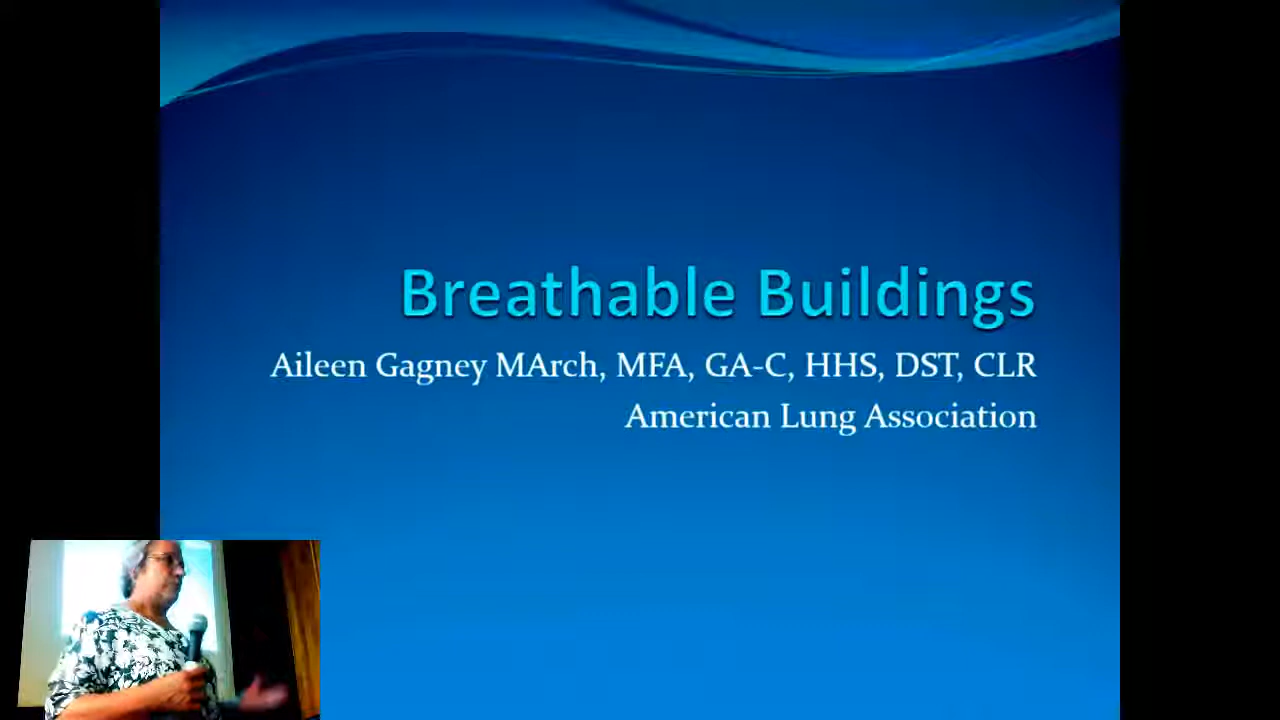 Breathable Buildings
Aileen Gagney MArch, MFA, GA-C, HHS, DST, CLR
American Lung Association